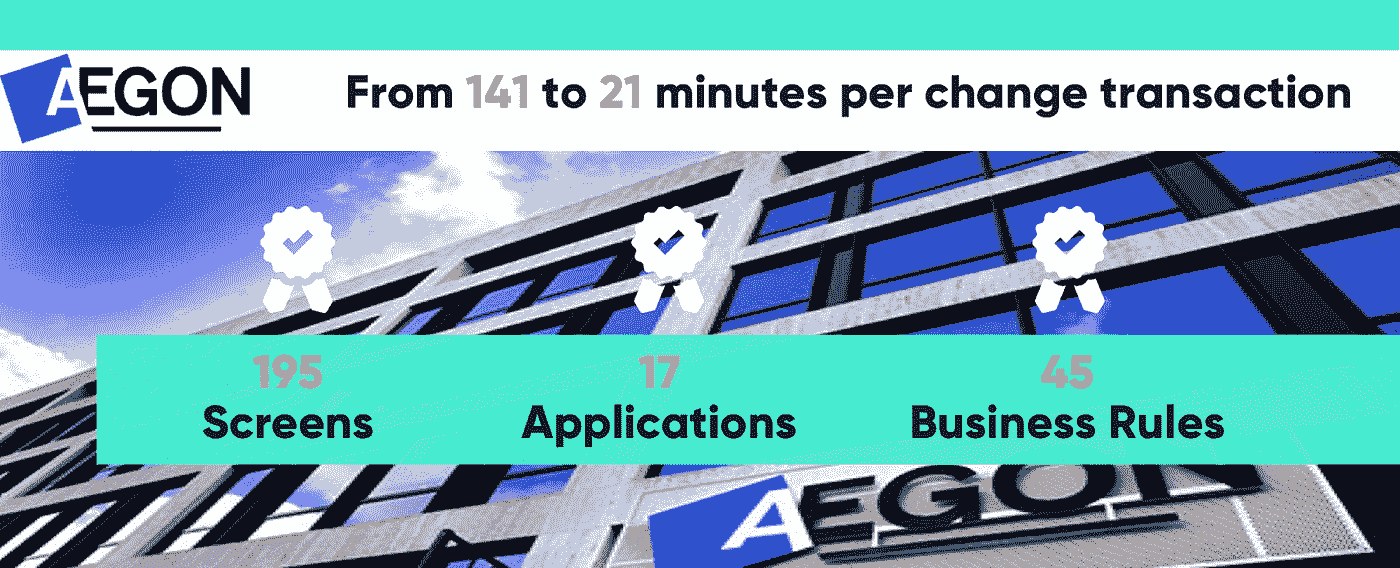 AEGON
From 141 to 21 minutes per change transaction
195
Screens
17
Applications
45
Business Rules
AEGON